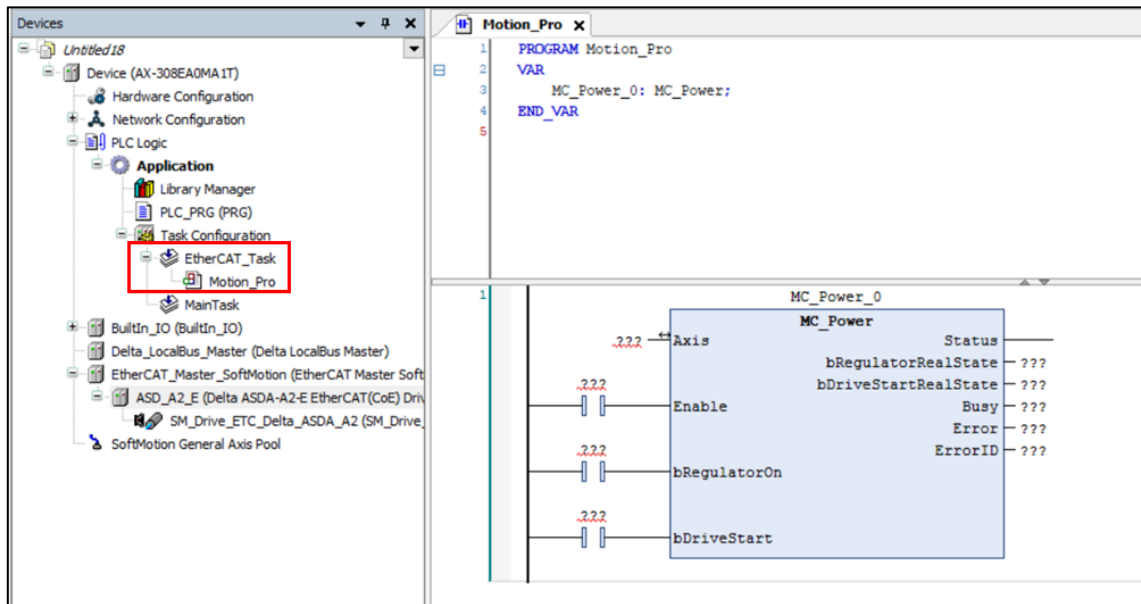 Devices
Untitled18
Device (AX-308EA0MA1T)
Hardware Configuration
Network Configuration
PLC Logic
Application
Library Manager
PLC_PRG (PRG)
Task Configuration
EtherCAT_Task
Motion_Pro
MainTask
BuiltIn_IO (BuiltIn_IO)
Delta_LocalBus_Master (Delta LocalBus Master)
EtherCAT_Master_SoftMotion (EtherCAT Master Soft
ASD_A2_E (Delta ASDA-A2-E EtherCAT(CoE) Driv
SM_Drive_ETC_Delta_ASDA_A2 (SM_Drive_
SoftMotion General Axis Pool
Motion_Pro
1 PROGRAM Motion_Pro
2 VAR
3 MC_Power_0: MC_Power;
4 END_VAR
5
1
MC_Power_0
MC_Power
??? Axis Status
bRegulatorRealState ???
??? bDriveStartRealState ???
Enable Busy ???
Error ???
??? ErrorID ???
bRegulatorOn
???
bDriveStart